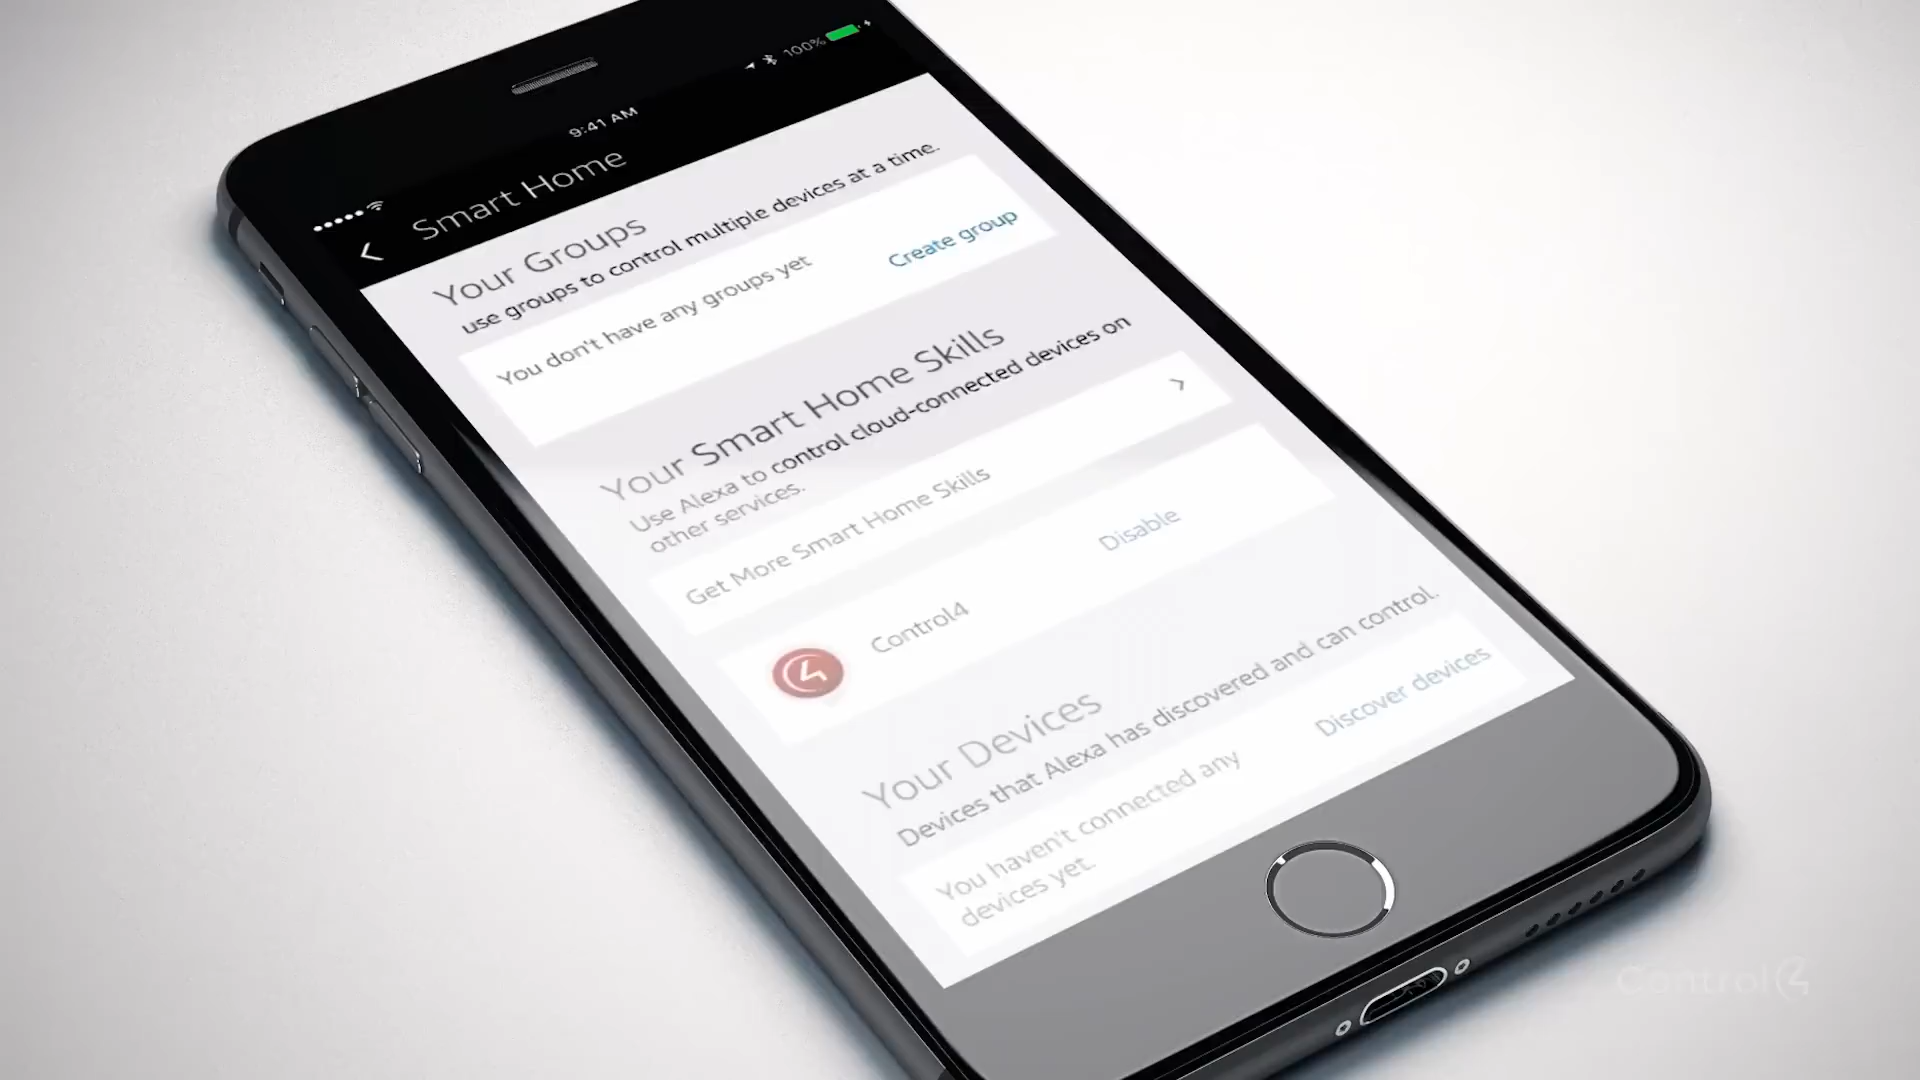 9:41 AM
100%
Smart Home
Your Groups
use groups to control multiple devices at a time.
You don't have any groups yet
Create group
Your Smart Home Skills
Use Alexa to control cloud-connected devices on
other services.
Get More Smart Home Skills
Control4
Disable
Your Devices
Devices that Alexa has discovered and can control.
You haven't connected any
devices yet.
Discover devices
Control4